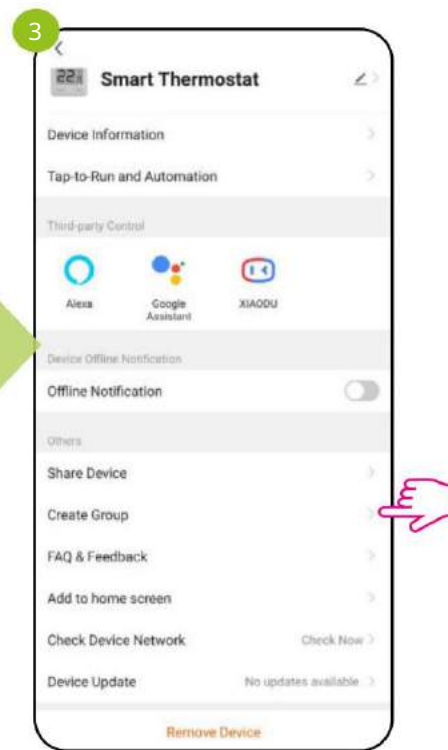 3
Smart Thermostat
Device Information
Tap-to-Run and Automation
Third-party Control
Alexa
Google
Assistant
XIAODU
Device Offline Notification
Offline Notification
Others
Share Device
Create Group
FAQ & Feedback
Add to home screen
Check Device Network Check Now
Device Update No updates available
Remove Device